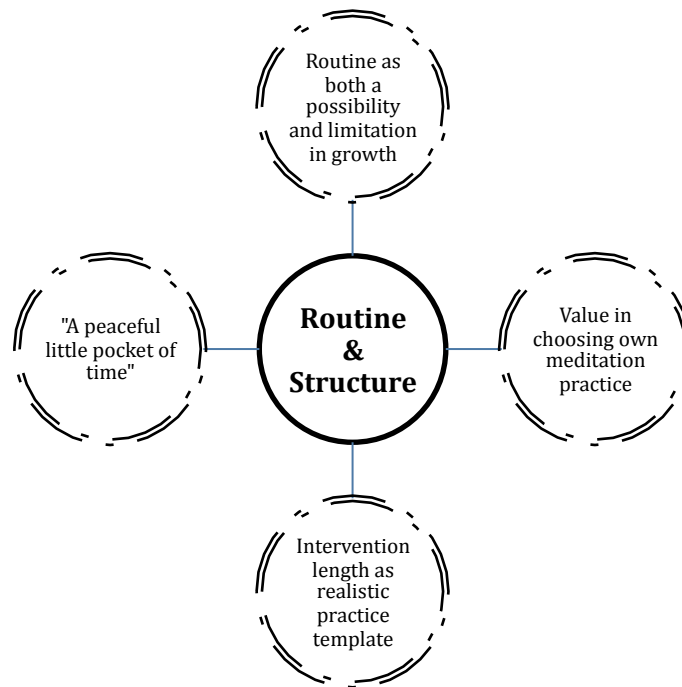 Routine as
both a
possibility
and limitation
in growth
"A peaceful
little pocket of
time"
Routine
&
Structure
Value in
choosing own
meditation
practice
Intervention
length as
realistic
practice
template